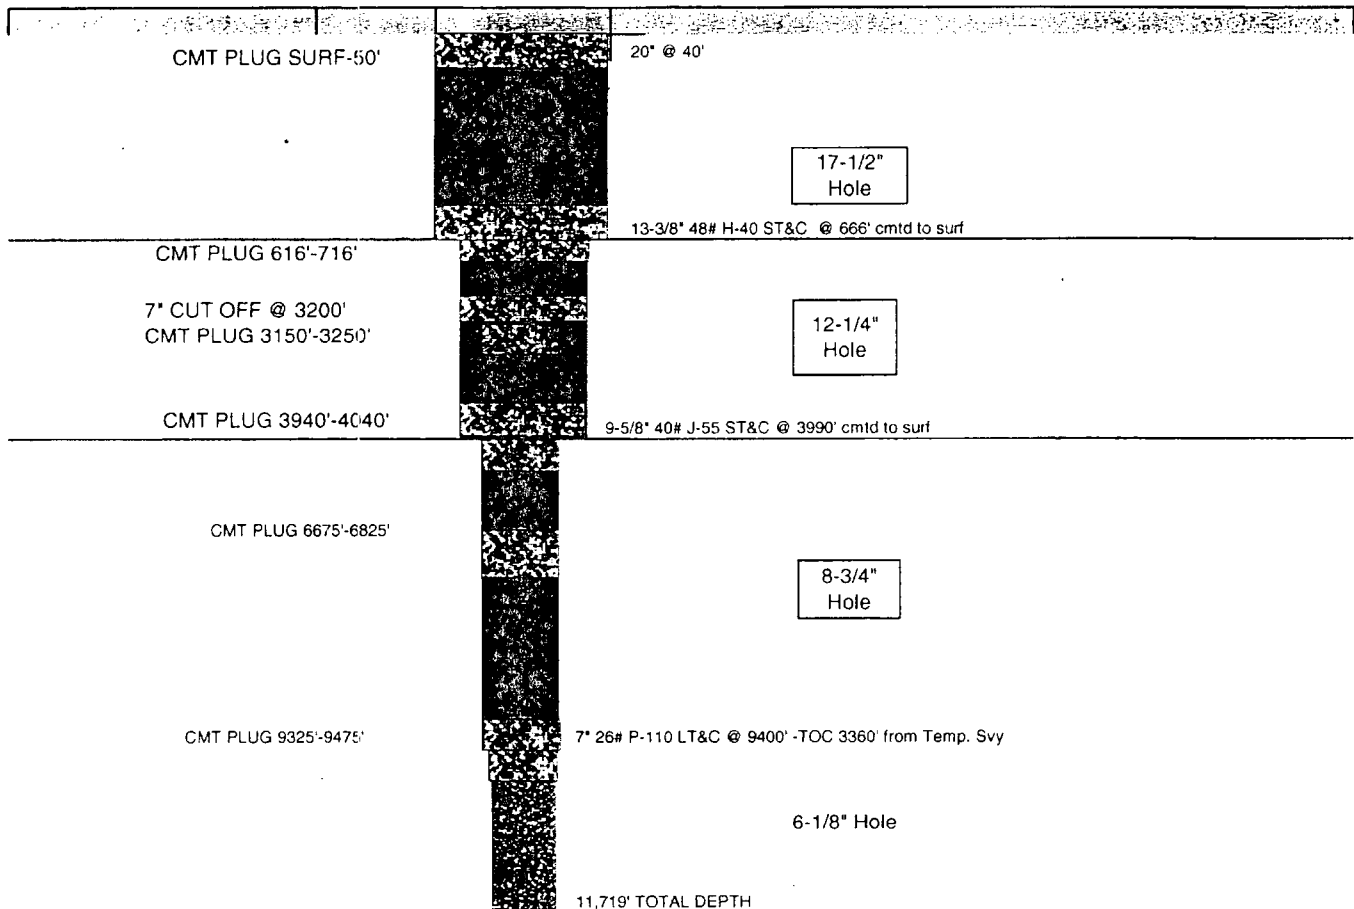 CMT PLUG SURF-50'
20" @ 40'
17-1/2"
Hole
13-3/8" 48# H-40 ST&C @ 666' cmtd to surf
CMT PLUG 616'-716'
7" CUT OFF @ 3200'
CMT PLUG 3150'-3250'
12-1/4"
Hole
CMT PLUG 3940'-4040'
9-5/8" 40# J-55 ST&C @ 3990' cmtd to surf
CMT PLUG 6675'-6825'
8-3/4"
Hole
CMT PLUG 9325'-9475'
7" 26# P-110 LT&C @ 9400' -TOC 3360' from Temp. Svy
6-1/8" Hole
11,719' TOTAL DEPTH